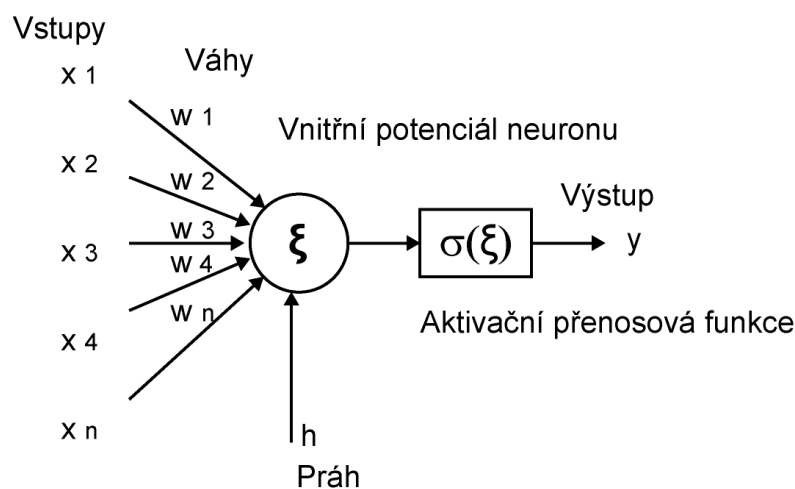 Vstupy
x 1
Váhy
w 1
Vnitřní potenciál neuronu
x 2
w 2
Výstup
x 3
w 3
ξ
σ(ξ)
y
w 4
w n
Aktivační přenosová funkce
x 4
x n
h
Práh